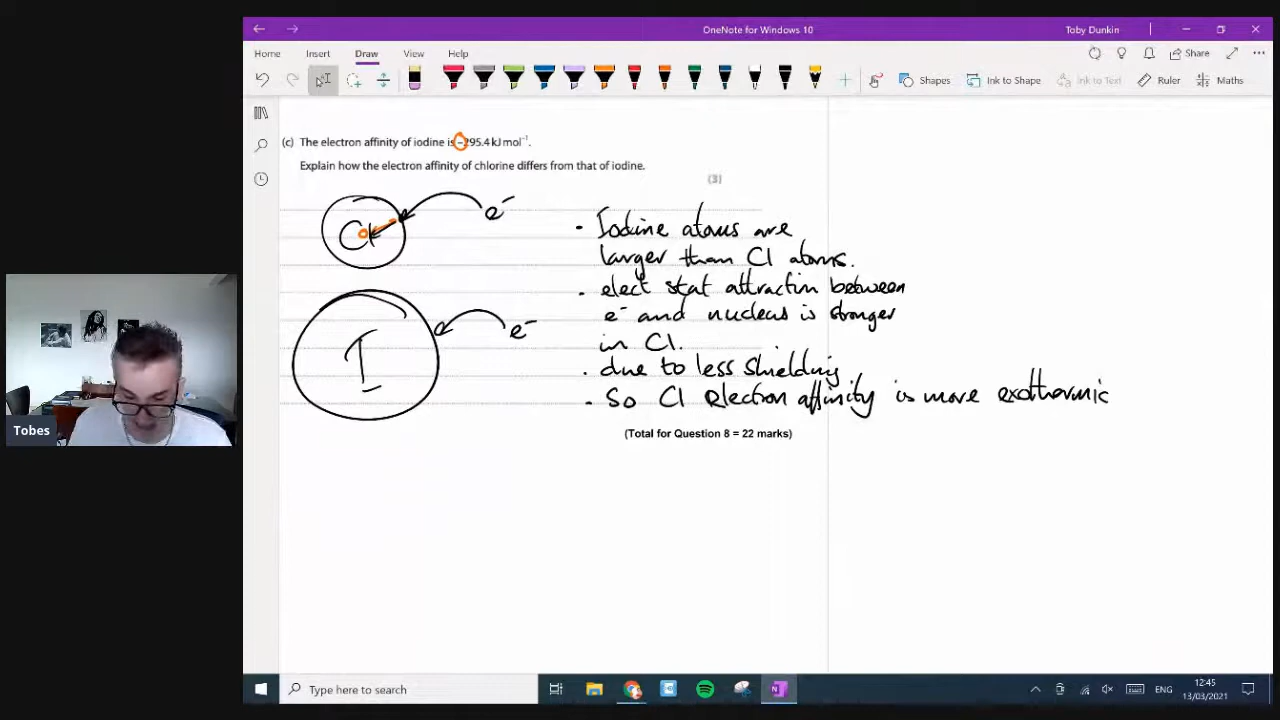 OneNote for Windows 10
Toby Dunkin
Home Insert Draw View Help
Share
Shapes Ink to Shape Ink to Text Ruler Maths
(c) The electron affinity of iodine is −295.4 kJ mol⁻¹.
Explain how the electron affinity of chlorine differs from that of iodine.
(3)
Cl
e⁻
I
e⁻
· Iodine atoms are
larger than Cl atoms.
· elect stat attraction between
e⁻ and nucleus is stronger
in Cl.
· due to less shielding
· So Cl Electron affinity is more exothermic
(Total for Question 8 = 22 marks)
Tobes
Type here to search
ENG
12:45
13/03/2021